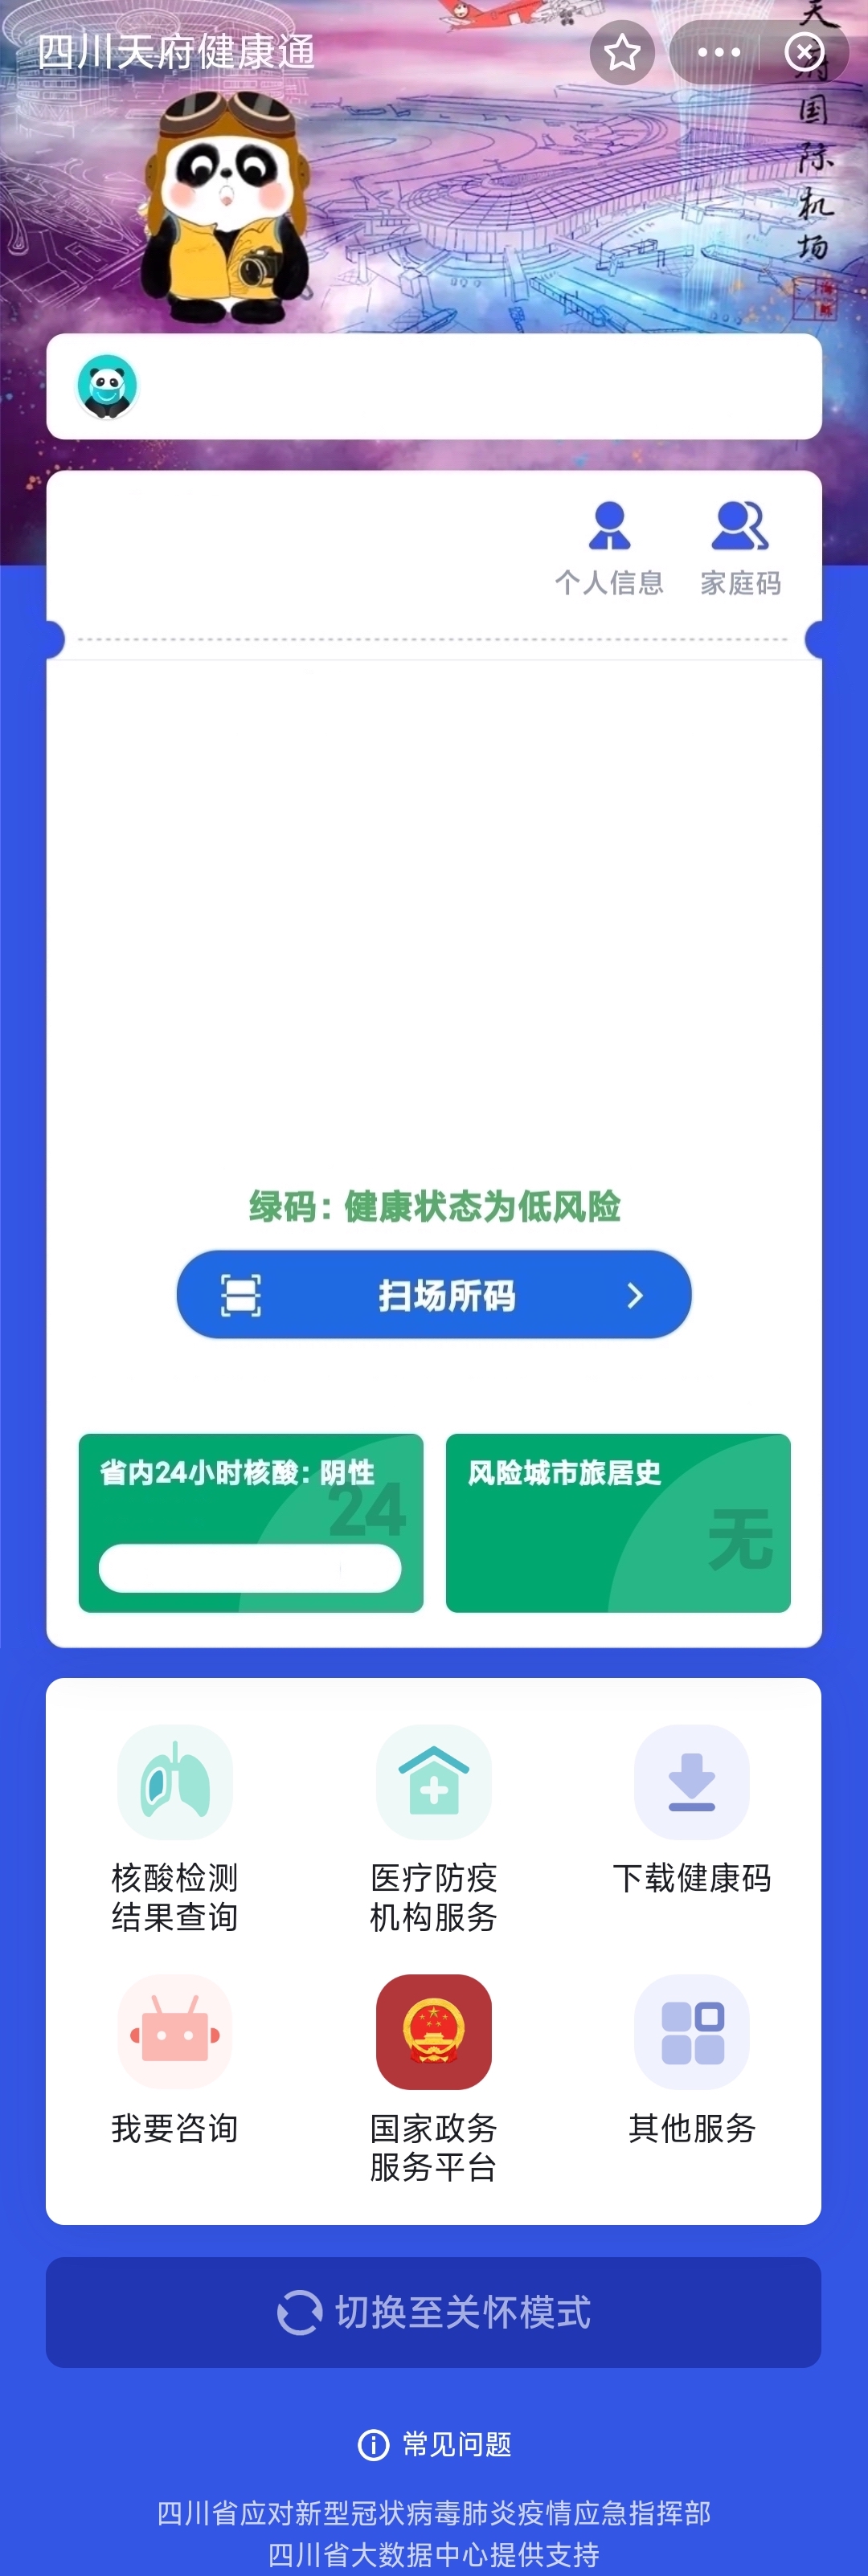 四川天府健康通
天府国际机场
个人信息
家庭码
绿码：健康状态为低风险
扫场所码
省内24小时核酸：阴性
24
风险城市旅居史
无
核酸检测
结果查询
医疗防疫
机构服务
下载健康码
我要咨询
国家政务
服务平台
其他服务
切换至关怀模式
常见问题
四川省应对新型冠状病毒肺炎疫情应急指挥部
四川省大数据中心提供支持